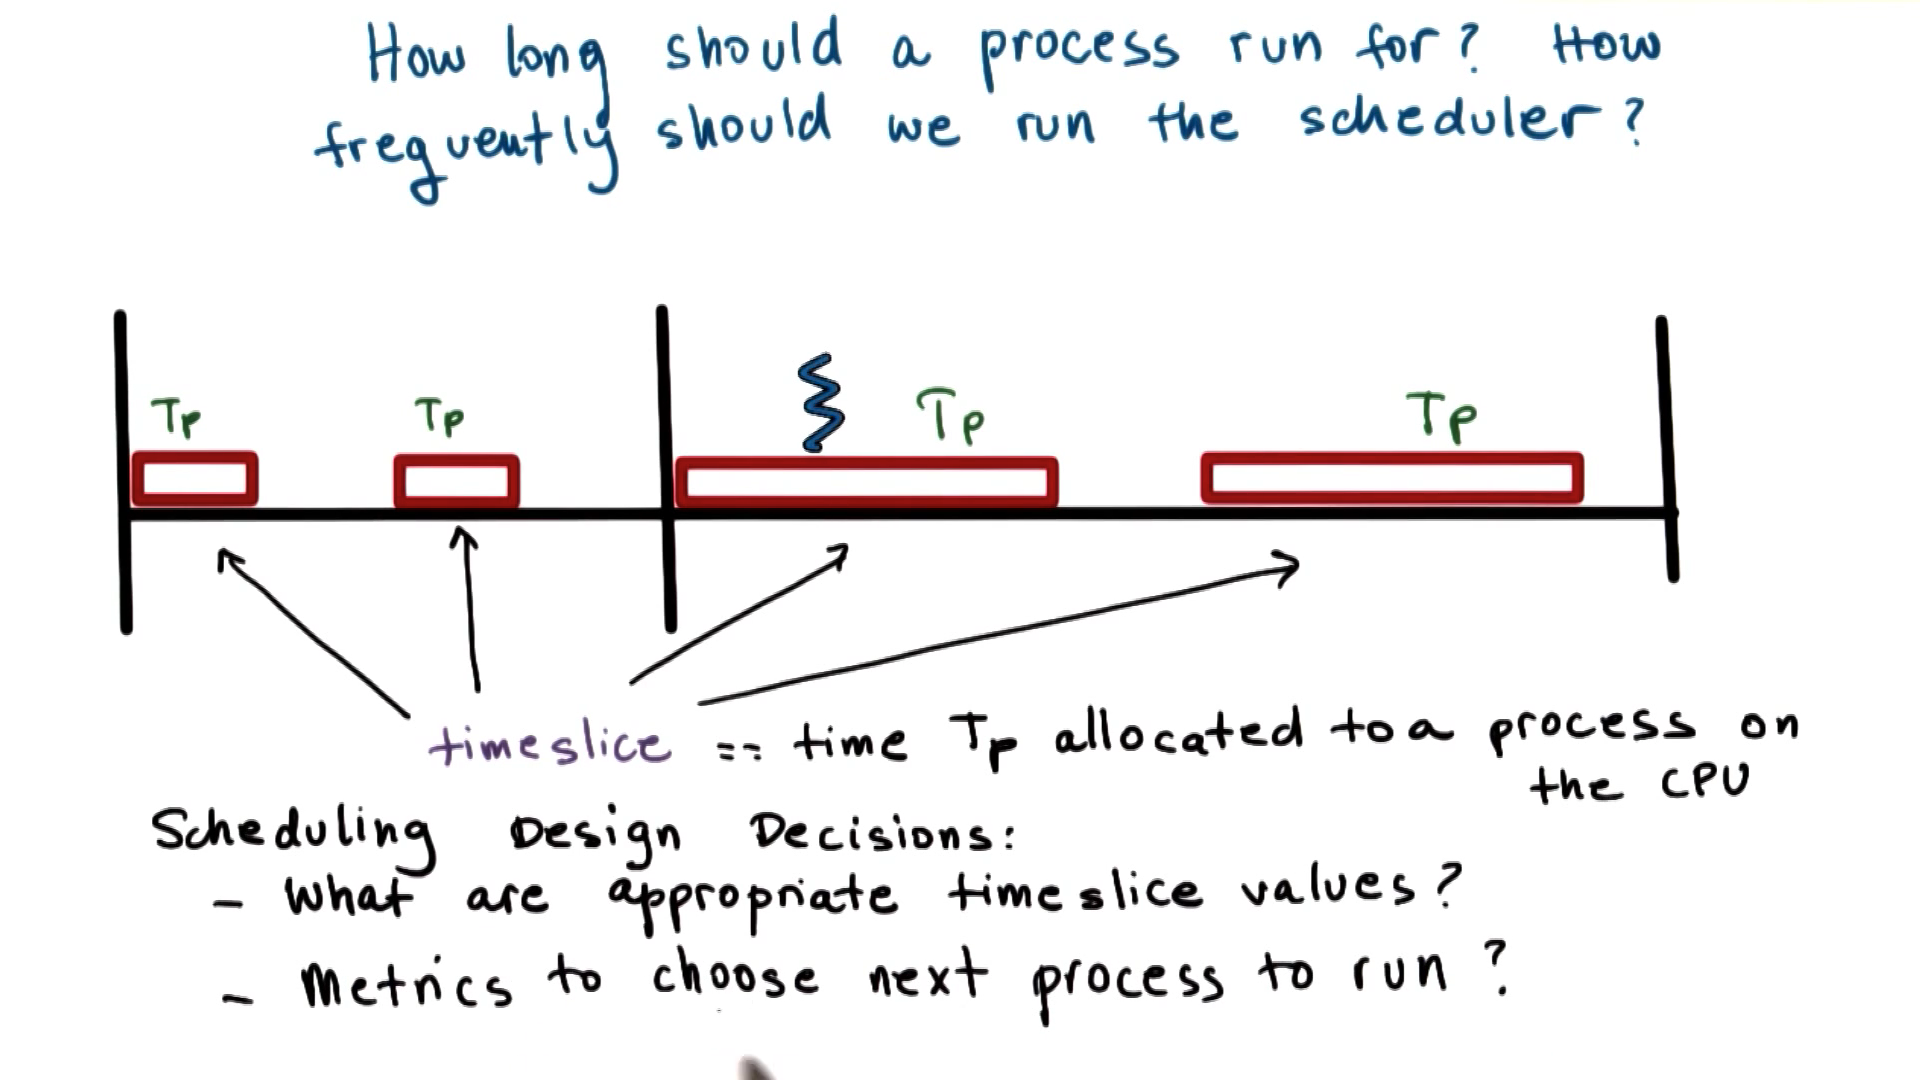 How long should a process run for? How
frequently should we run the scheduler?
Tp Tp Tp Tp
timeslice == time Tp allocated to a process on
the CPU
Scheduling Design Decisions:
- What are appropriate timeslice values?
- Metrics to choose next process to run?